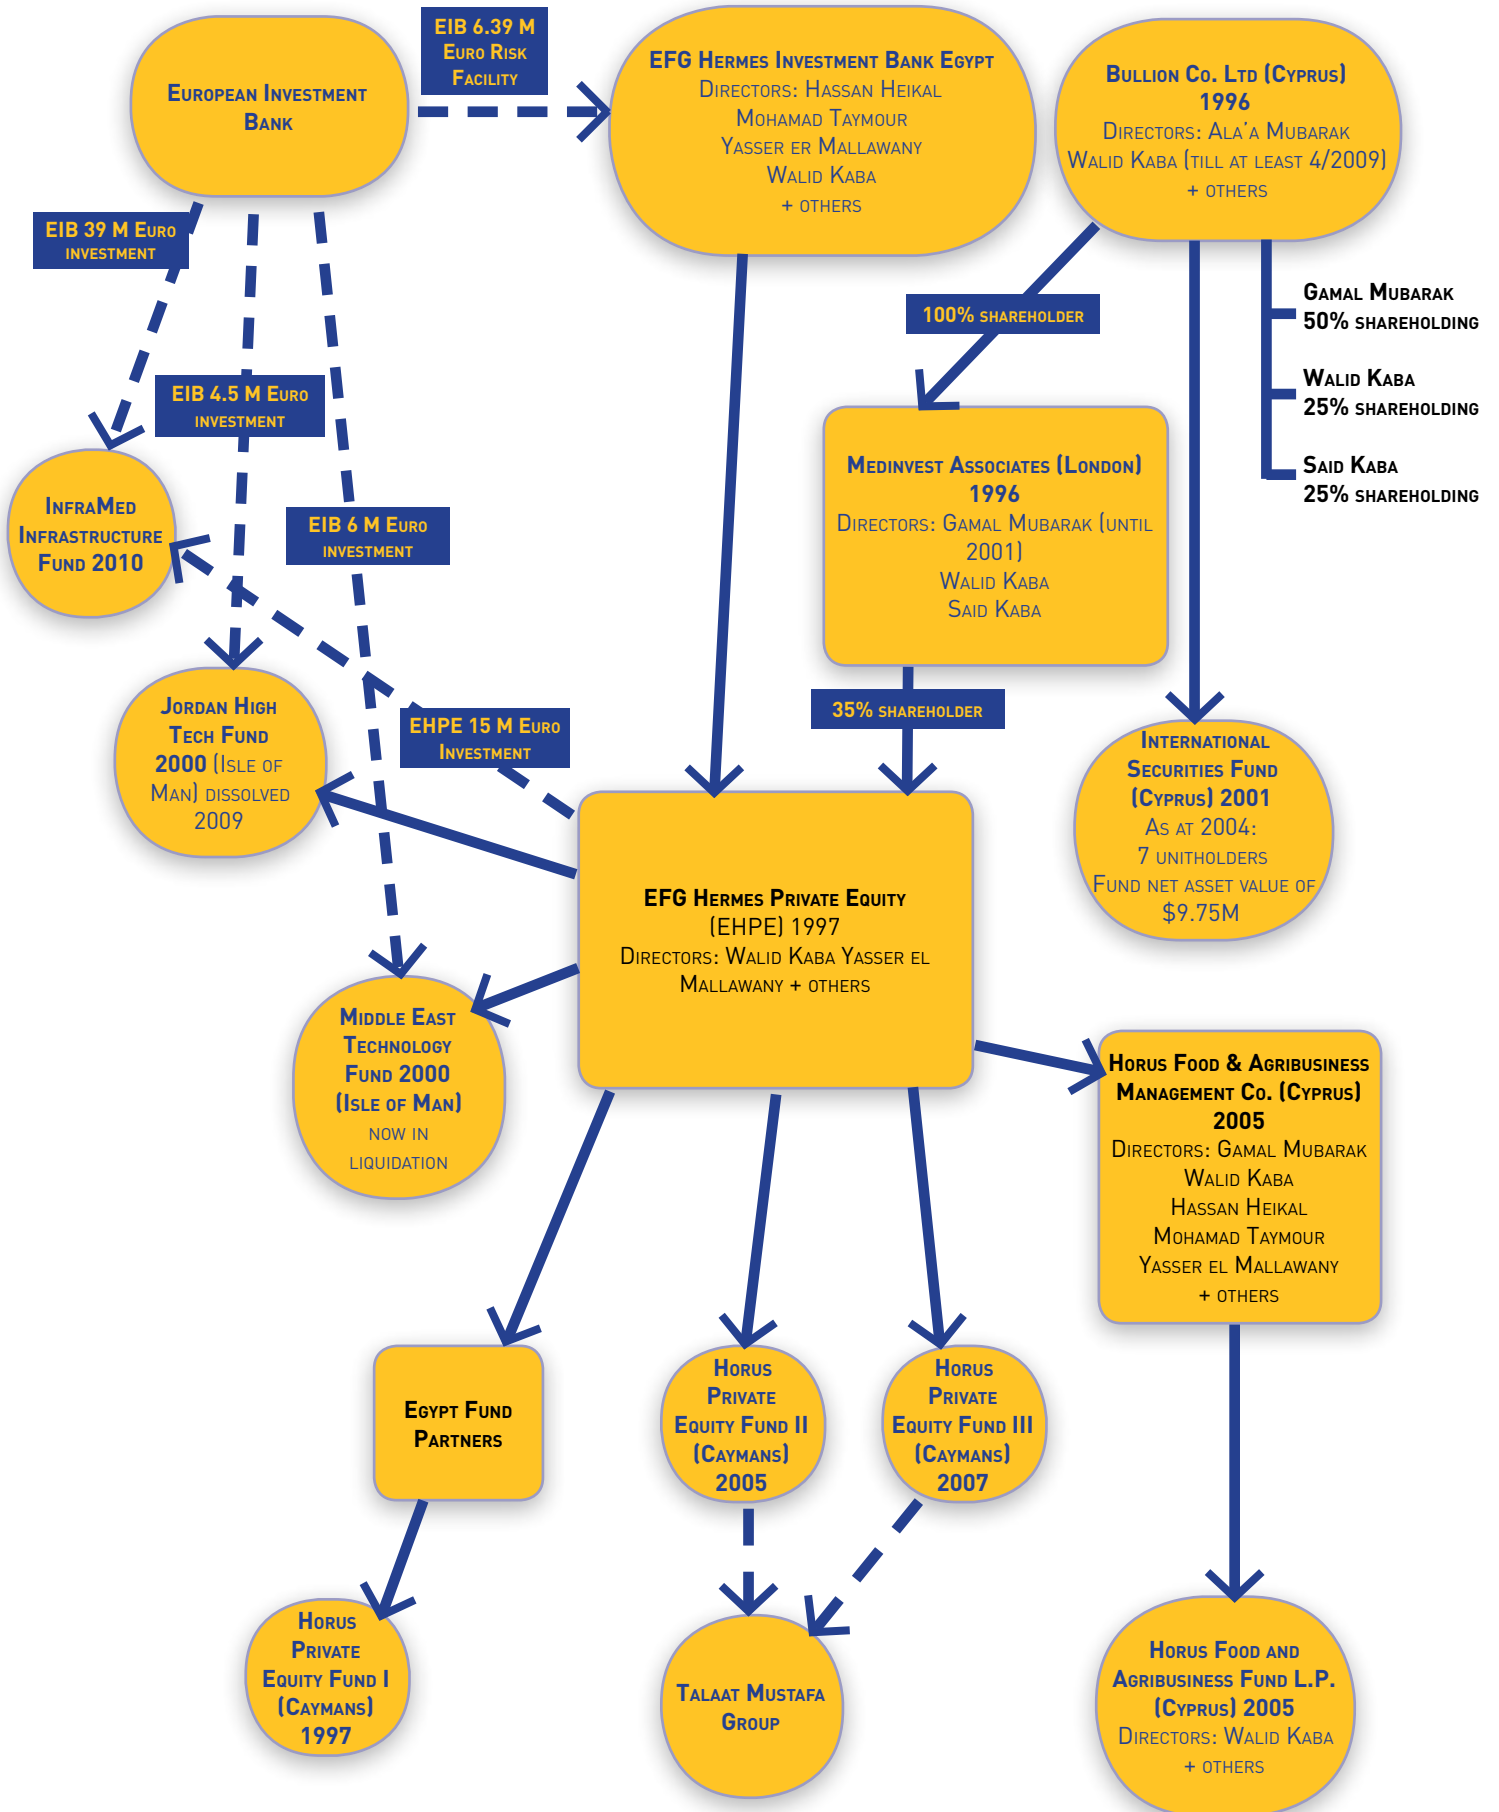 European Investment
Bank
EIB 6.39 M
Euro Risk
Facility
EFG Hermes Investment Bank Egypt
Directors: Hassan Heikal
Mohamad Taymour
Yasser er Mallawany
Walid Kaba
+ others
Bullion Co. Ltd (Cyprus)
1996
Directors: Ala'a Mubarak
Walid Kaba (till at least 4/2009)
+ others
EIB 39 M Euro
investment
100% shareholder
Gamal Mubarak
50% shareholding
Walid Kaba
25% shareholding
Said Kaba
25% shareholding
EIB 4.5 M Euro
investment
InfraMed
Infrastructure
Fund 2010
EIB 6 M Euro
investment
Medinvest Associates (London)
1996
Directors: Gamal Mubarak (until
2001)
Walid Kaba
Said Kaba
Jordan High
Tech Fund
2000 (Isle of
Man) dissolved
2009
EHPE 15 M Euro
Investment
35% shareholder
International
Securities Fund
(Cyprus) 2001
As at 2004:
7 unitholders
Fund net asset value of
$9.75M
EFG Hermes Private Equity
(EHPE) 1997
Directors: Walid Kaba Yasser el
Mallawany + others
Middle East
Technology
Fund 2000
(Isle of Man)
now in
liquidation
Horus Food & Agribusiness
Management Co. (Cyprus)
2005
Directors: Gamal Mubarak
Walid Kaba
Hassan Heikal
Mohamad Taymour
Yasser el Mallawany
+ others
Egypt Fund
Partners
Horus
Private
Equity Fund II
(Caymans)
2005
Horus
Private
Equity Fund III
(Caymans)
2007
Horus
Private
Equity Fund I
(Caymans)
1997
Talaat Mustafa
Group
Horus Food and
Agribusiness Fund L.P.
(Cyprus) 2005
Directors: Walid Kaba
+ others